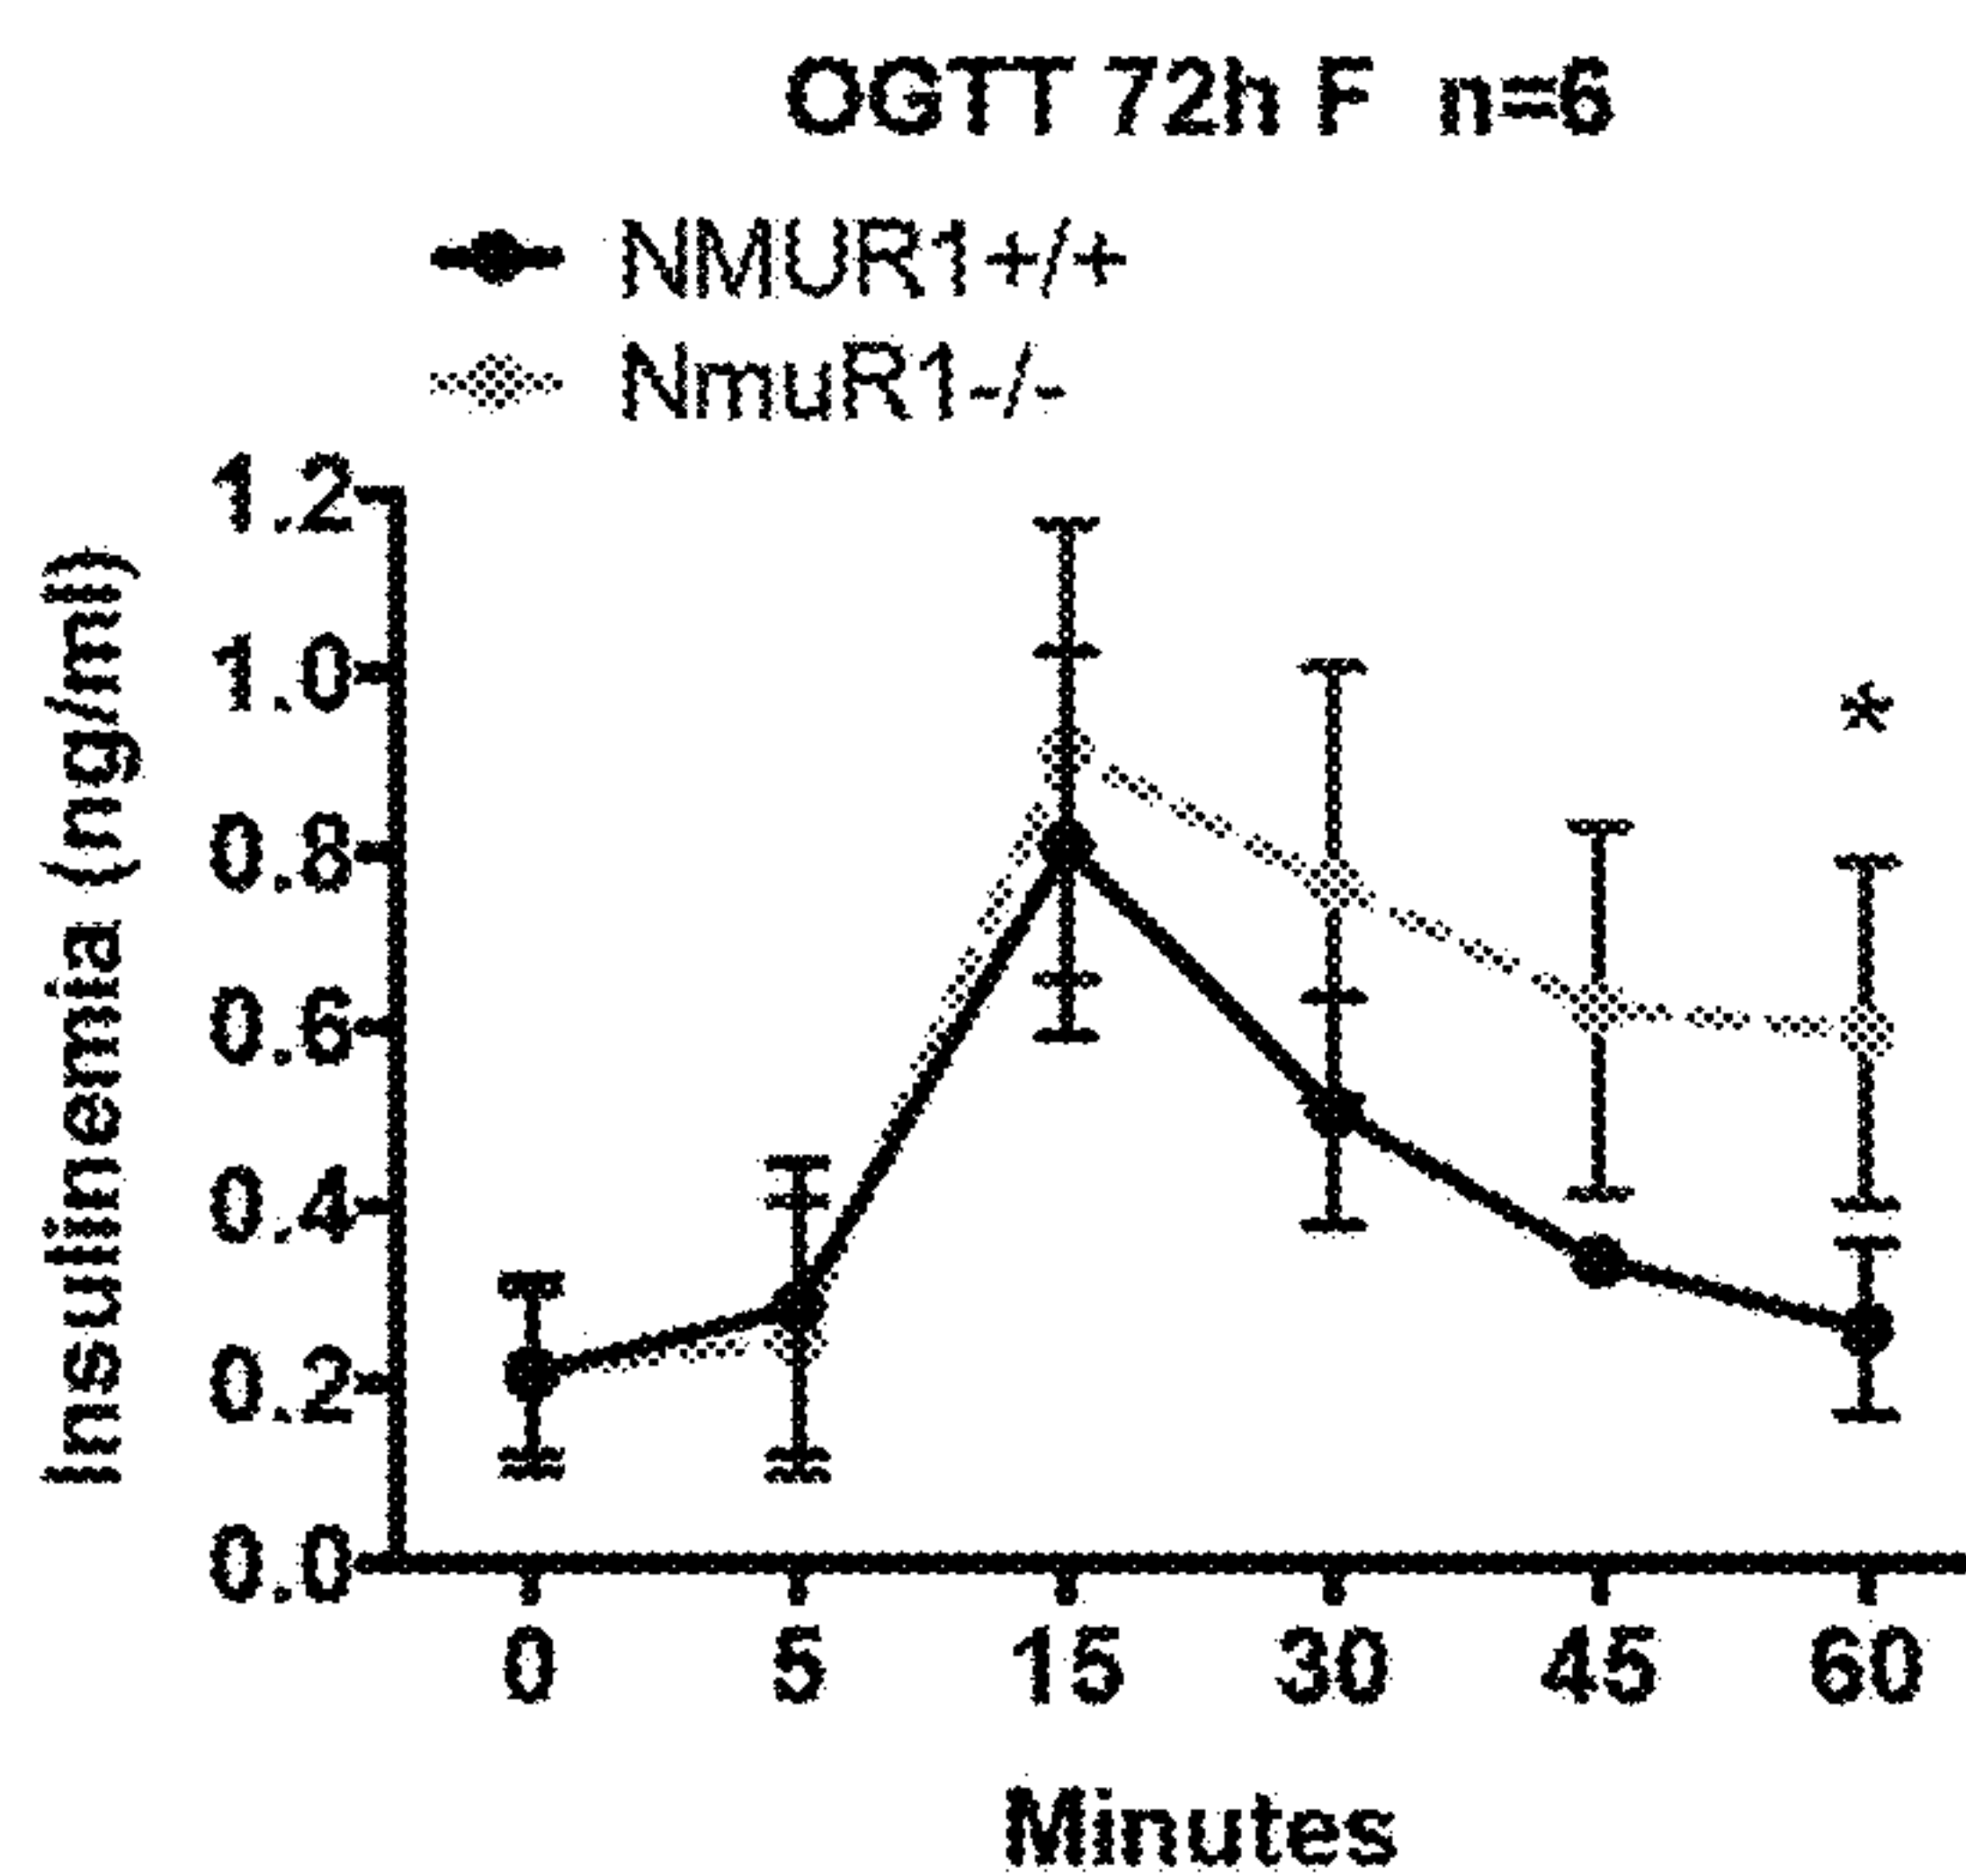 OGTT 72h F n=6
NMUR1+/+
NmuR1-/-
Insulinemia (ng/ml)
1.2
1.0
0.8
0.6
0.4
0.2
0.0
*
0 5 15 30 45 60
Minutes